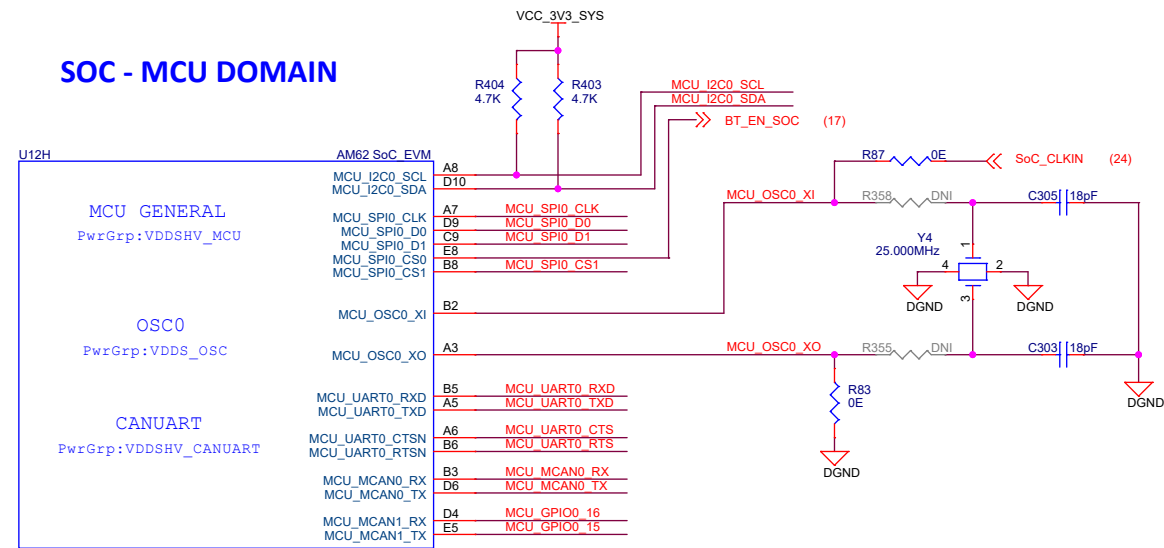 VCC_3V3_SYS
SOC - MCU DOMAIN
R404
4.7K
R403
4.7K
MCU_I2C0_SCL
MCU_I2C0_SDA
BT_EN_SOC (17)
U12H
AM62 SoC_EVM
R87 0E
SoC_CLKIN (24)
MCU_I2C0_SCL A8
MCU_I2C0_SDA D10
MCU GENERAL
PwrGrp:VDDSHV_MCU
MCU_OSC0_XI
R358 DNI
C305 18pF
MCU_SPI0_CLK A7 MCU_SPI0_CLK
MCU_SPI0_D0 D9 MCU_SPI0_D0
MCU_SPI0_D1 C9 MCU_SPI0_D1
MCU_SPI0_CS0 E8
MCU_SPI0_CS1 B8 MCU_SPI0_CS1
Y4
25.000MHz
1
4
2
3
DGND
DGND
MCU_OSC0_XI B2
OSC0
PwrGrp:VDDS_OSC
MCU_OSC0_XO A3
MCU_OSC0_XO
R355 DNI
C303 18pF
R83
0E
DGND
DGND
MCU_UART0_RXD B5 MCU_UART0_RXD
MCU_UART0_TXD A5 MCU_UART0_TXD
CANUART
PwrGrp:VDDSHV_CANUART
MCU_UART0_CTSN A6 MCU_UART0_CTS
MCU_UART0_RTSN B6 MCU_UART0_RTS
MCU_MCAN0_RX B3 MCU_MCAN0_RX
MCU_MCAN0_TX D6 MCU_MCAN0_TX
MCU_MCAN1_RX D4 MCU_GPIO0_16
MCU_MCAN1_TX E5 MCU_GPIO0_15